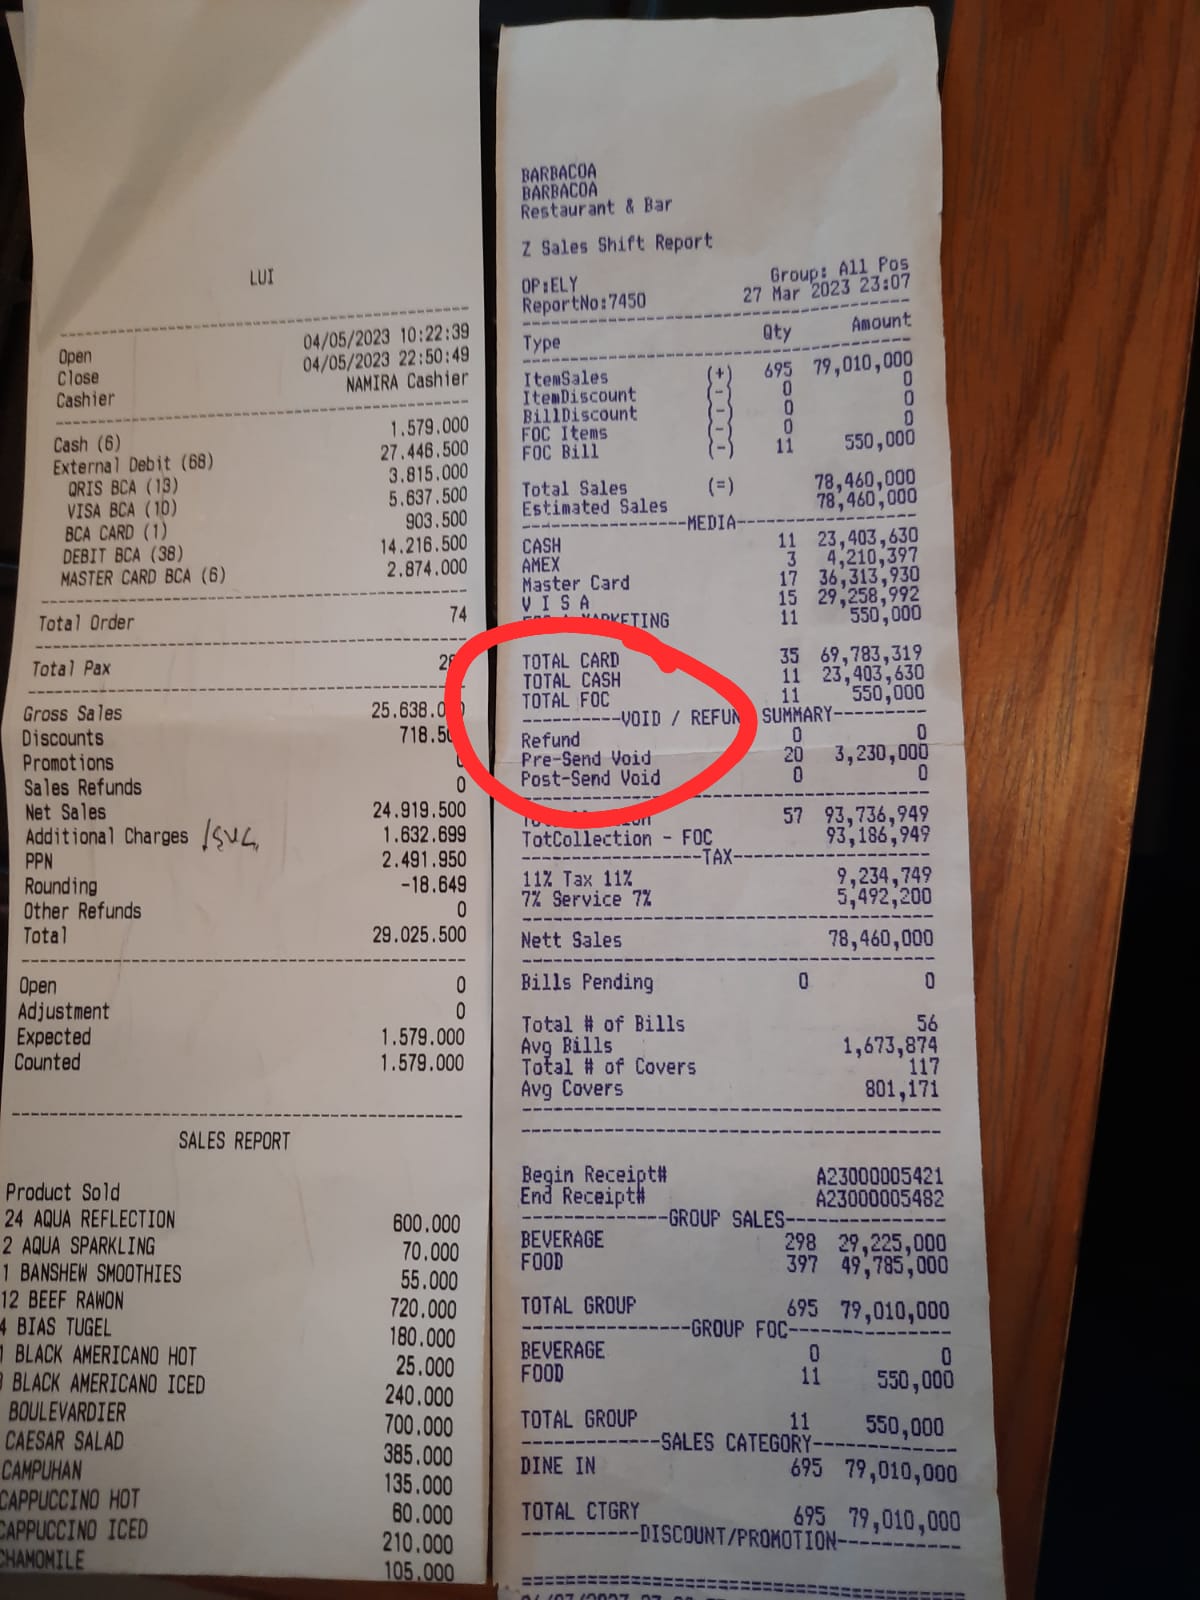 LUI
Open 04/05/2023 10:22:39
Close 04/05/2023 22:50:49
Cashier NAMIRA Cashier
Cash (6) 1.579.000
External Debit (68) 27.446.500
QRIS BCA (13) 3.815.000
VISA BCA (10) 5.637.500
BCA CARD (1) 903.500
DEBIT BCA (38) 14.216.500
MASTER CARD BCA (6) 2.874.000
Total Order 74
Total Pax
Gross Sales 25.638.0
Discounts 718.50
Promotions
Sales Refunds 0
Net Sales 24.919.500
Additional Charges 1.632.699
PPN 2.491.950
Rounding -18.649
Other Refunds 0
Total 29.025.500
Open 0
Adjustment 0
Expected 1.579.000
Counted 1.579.000
SALES REPORT
Product Sold
24 AQUA REFLECTION 600.000
2 AQUA SPARKLING 70.000
1 BANSHEW SMOOTHIES 55.000
12 BEEF RAWON 720.000
4 BIAS TUGEL 180.000
1 BLACK AMERICANO HOT 25.000
BLACK AMERICANO ICED 240.000
BOULEVARDIER 700.000
CAESAR SALAD 385.000
CAMPUHAN 135.000
CAPPUCCINO HOT 60.000
CAPPUCCINO ICED 210.000
CHAMOMILE 105.000
BARBACOA
BARBACOA
Restaurant & Bar
Z Sales Shift Report
OP:ELY Group: All Pos
ReportNo:7450 27 Mar 2023 23:07
Type Qty Amount
ItemSales (+) 695 79,010,000
ItemDiscount (-) 0 0
BillDiscount (-) 0 0
FOC Items (-) 0 0
FOC Bill (-) 11 550,000
Total Sales (=) 78,460,000
Estimated Sales 78,460,000
MEDIA
CASH 11 23,403,630
AMEX 3 4,210,397
Master Card 17 36,313,930
V I S A 15 29,258,992
MARKETING 11 550,000
TOTAL CARD 35 69,783,319
TOTAL CASH 11 23,403,630
TOTAL FOC 11 550,000
VOID / REFUN SUMMARY
Refund 0 0
Pre-Send Void 20 3,230,000
Post-Send Void 0 0
57 93,736,949
TotCollection - FOC 93,186,949
TAX
11% Tax 11% 9,234,749
7% Service 7% 5,492,200
Nett Sales 78,460,000
Bills Pending 0 0
Total # of Bills 56
Avg Bills 1,673,874
Total # of Covers 117
Avg Covers 801,171
Begin Receipt# A23000005421
End Receipt# A23000005482
GROUP SALES
BEVERAGE 298 29,225,000
FOOD 397 49,785,000
TOTAL GROUP 695 79,010,000
GROUP FOC
BEVERAGE 0 0
FOOD 11 550,000
TOTAL GROUP 11 550,000
SALES CATEGORY
DINE IN 695 79,010,000
TOTAL CTGRY 695 79,010,000
DISCOUNT/PROMOTION